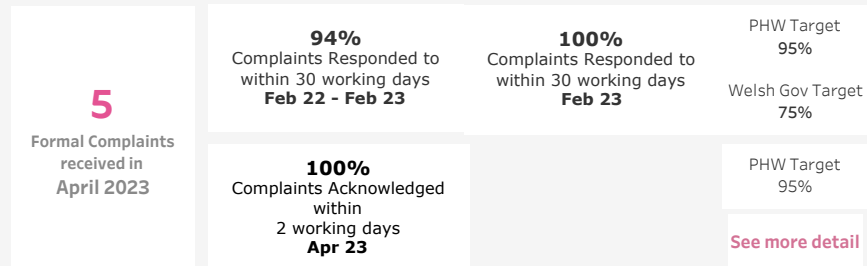 5
Formal Complaints
received in
April 2023
94%
Complaints Responded to
within 30 working days
Feb 22 - Feb 23
100%
Complaints Responded to
within 30 working days
Feb 23
PHW Target
95%
Welsh Gov Target
75%
100%
Complaints Acknowledged
within
2 working days
Apr 23
PHW Target
95%
See more detail